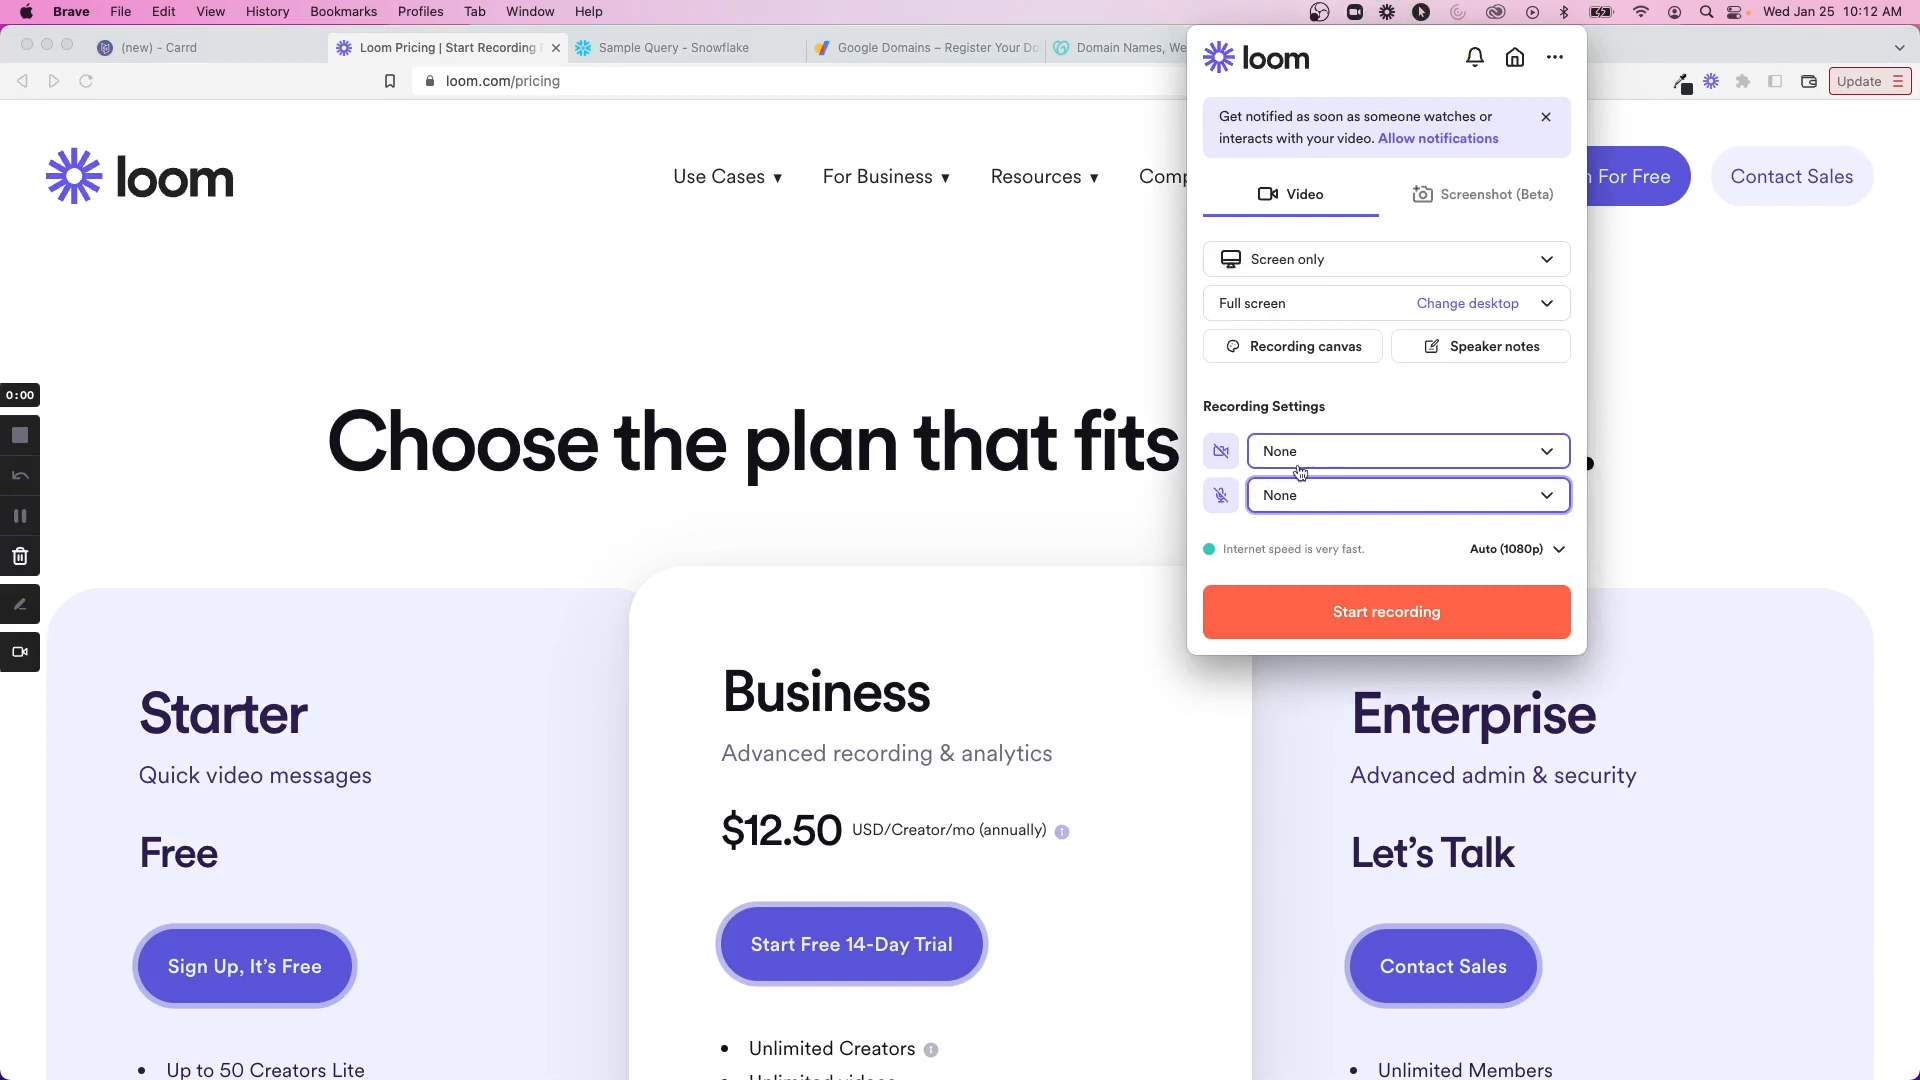 Brave File Edit View History Bookmarks Profiles Tab Window Help Wed Jan 25 10:12 AM
(new) - Carrd
Loom Pricing | Start Recording
Sample Query - Snowflake
Google Domains – Register Your Do
Domain Names, We
loom.com/pricing
Update
loom
Use Cases ▾
For Business ▾
Resources ▾
Comp
For Free
Contact Sales
loom
Get notified as soon as someone watches or
interacts with your video. Allow notifications
Video
Screenshot (Beta)
Screen only
Full screen
Change desktop
Recording canvas
Speaker notes
Recording Settings
None
None
Internet speed is very fast.
Auto (1080p)
Start recording
0:00
Choose the plan that fits
Starter
Quick video messages
Free
Sign Up, It's Free
• Up to 50 Creators Lite
Business
Advanced recording & analytics
$12.50 USD/Creator/mo (annually)
Start Free 14-Day Trial
• Unlimited Creators
• Unlimited videos
Enterprise
Advanced admin & security
Let's Talk
Contact Sales
• Unlimited Members